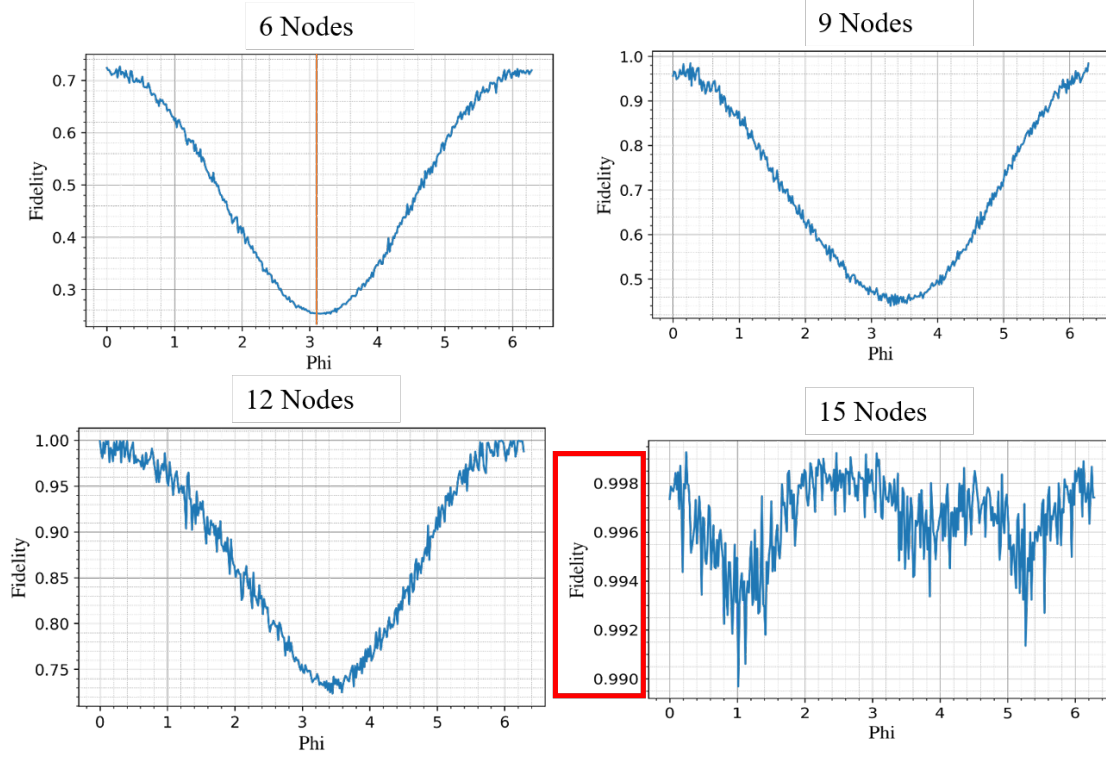 6 Nodes
0.7
0.6
0.5
0.4
0.3
Fidelity
0 1 2 3 4 5 6
Phi
9 Nodes
1.0
0.9
0.8
0.7
0.6
0.5
Fidelity
0 1 2 3 4 5 6
Phi
12 Nodes
1.00
0.95
0.90
0.85
0.80
0.75
Fidelity
0 1 2 3 4 5 6
Phi
15 Nodes
0.998
0.996
0.994
0.992
0.990
Fidelity
0 1 2 3 4 5 6
Phi